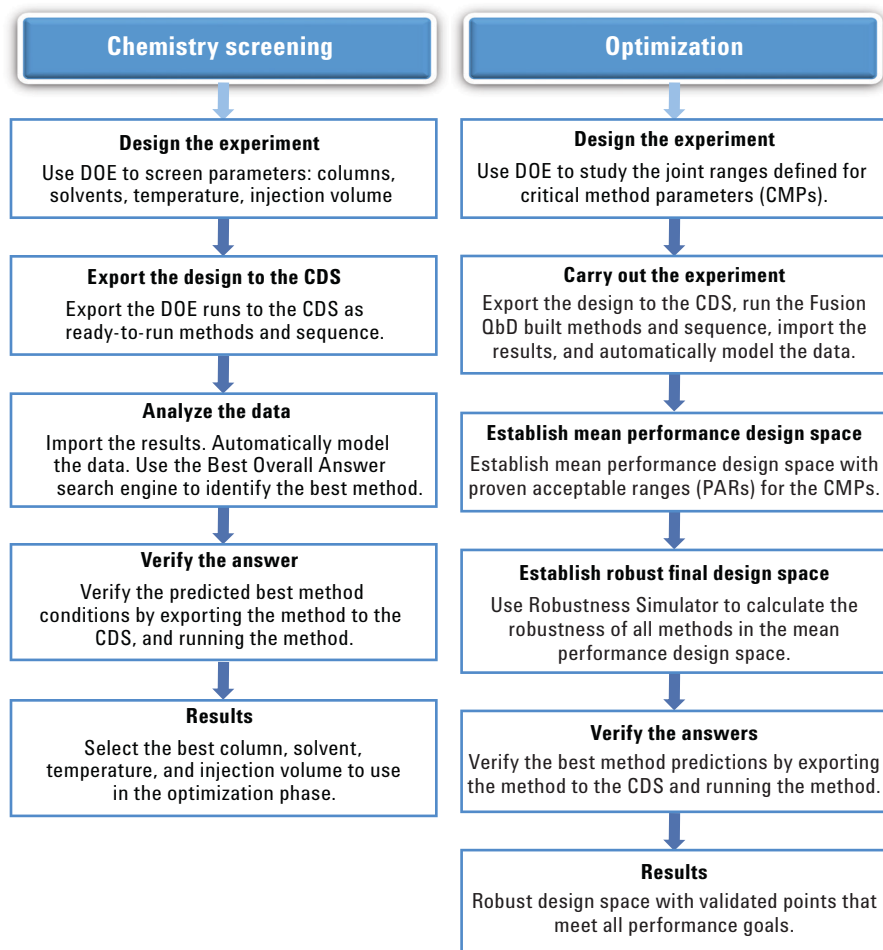 Chemistry screening
Design the experiment
Use DOE to screen parameters: columns,
solvents, temperature, injection volume
Export the design to the CDS
Export the DOE runs to the CDS as
ready-to-run methods and sequence.
Analyze the data
Import the results. Automatically model
the data. Use the Best Overall Answer
search engine to identify the best method.
Verify the answer
Verify the predicted best method
conditions by exporting the method to the
CDS, and running the method.
Results
Select the best column, solvent,
temperature, and injection volume to use
in the optimization phase.
Optimization
Design the experiment
Use DOE to study the joint ranges defined for
critical method parameters (CMPs).
Carry out the experiment
Export the design to the CDS, run the Fusion
QbD built methods and sequence, import the
results, and automatically model the data.
Establish mean performance design space
Establish mean performance design space with
proven acceptable ranges (PARs) for the CMPs.
Establish robust final design space
Use Robustness Simulator to calculate the
robustness of all methods in the mean
performance design space.
Verify the answers
Verify the best method predictions by exporting
the method to the CDS and running the method.
Results
Robust design space with validated points that
meet all performance goals.